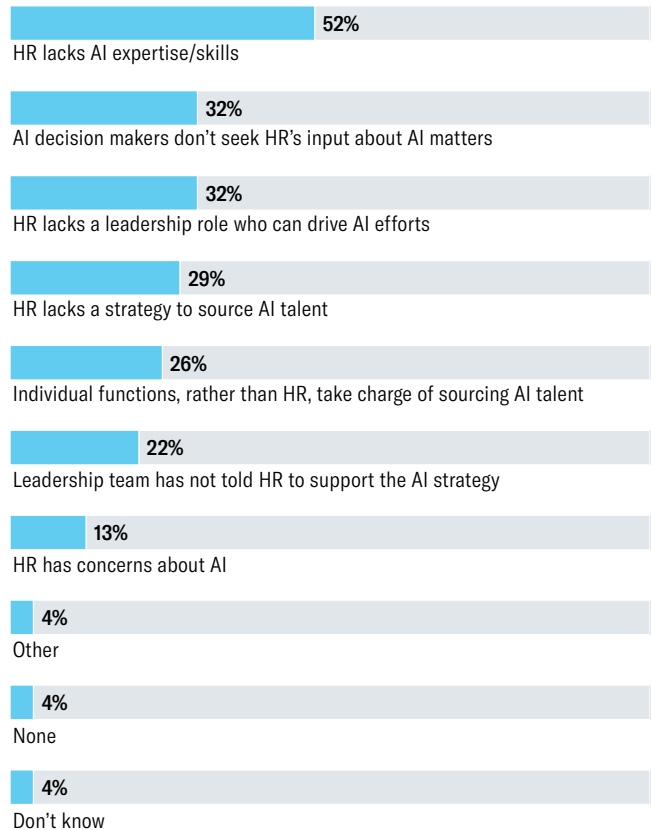 52%
HR lacks AI expertise/skills
32%
AI decision makers don’t seek HR’s input about AI matters
32%
HR lacks a leadership role who can drive AI efforts
29%
HR lacks a strategy to source AI talent
26%
Individual functions, rather than HR, take charge of sourcing AI talent
22%
Leadership team has not told HR to support the AI strategy
13%
HR has concerns about AI
4%
Other
4%
None
4%
Don’t know